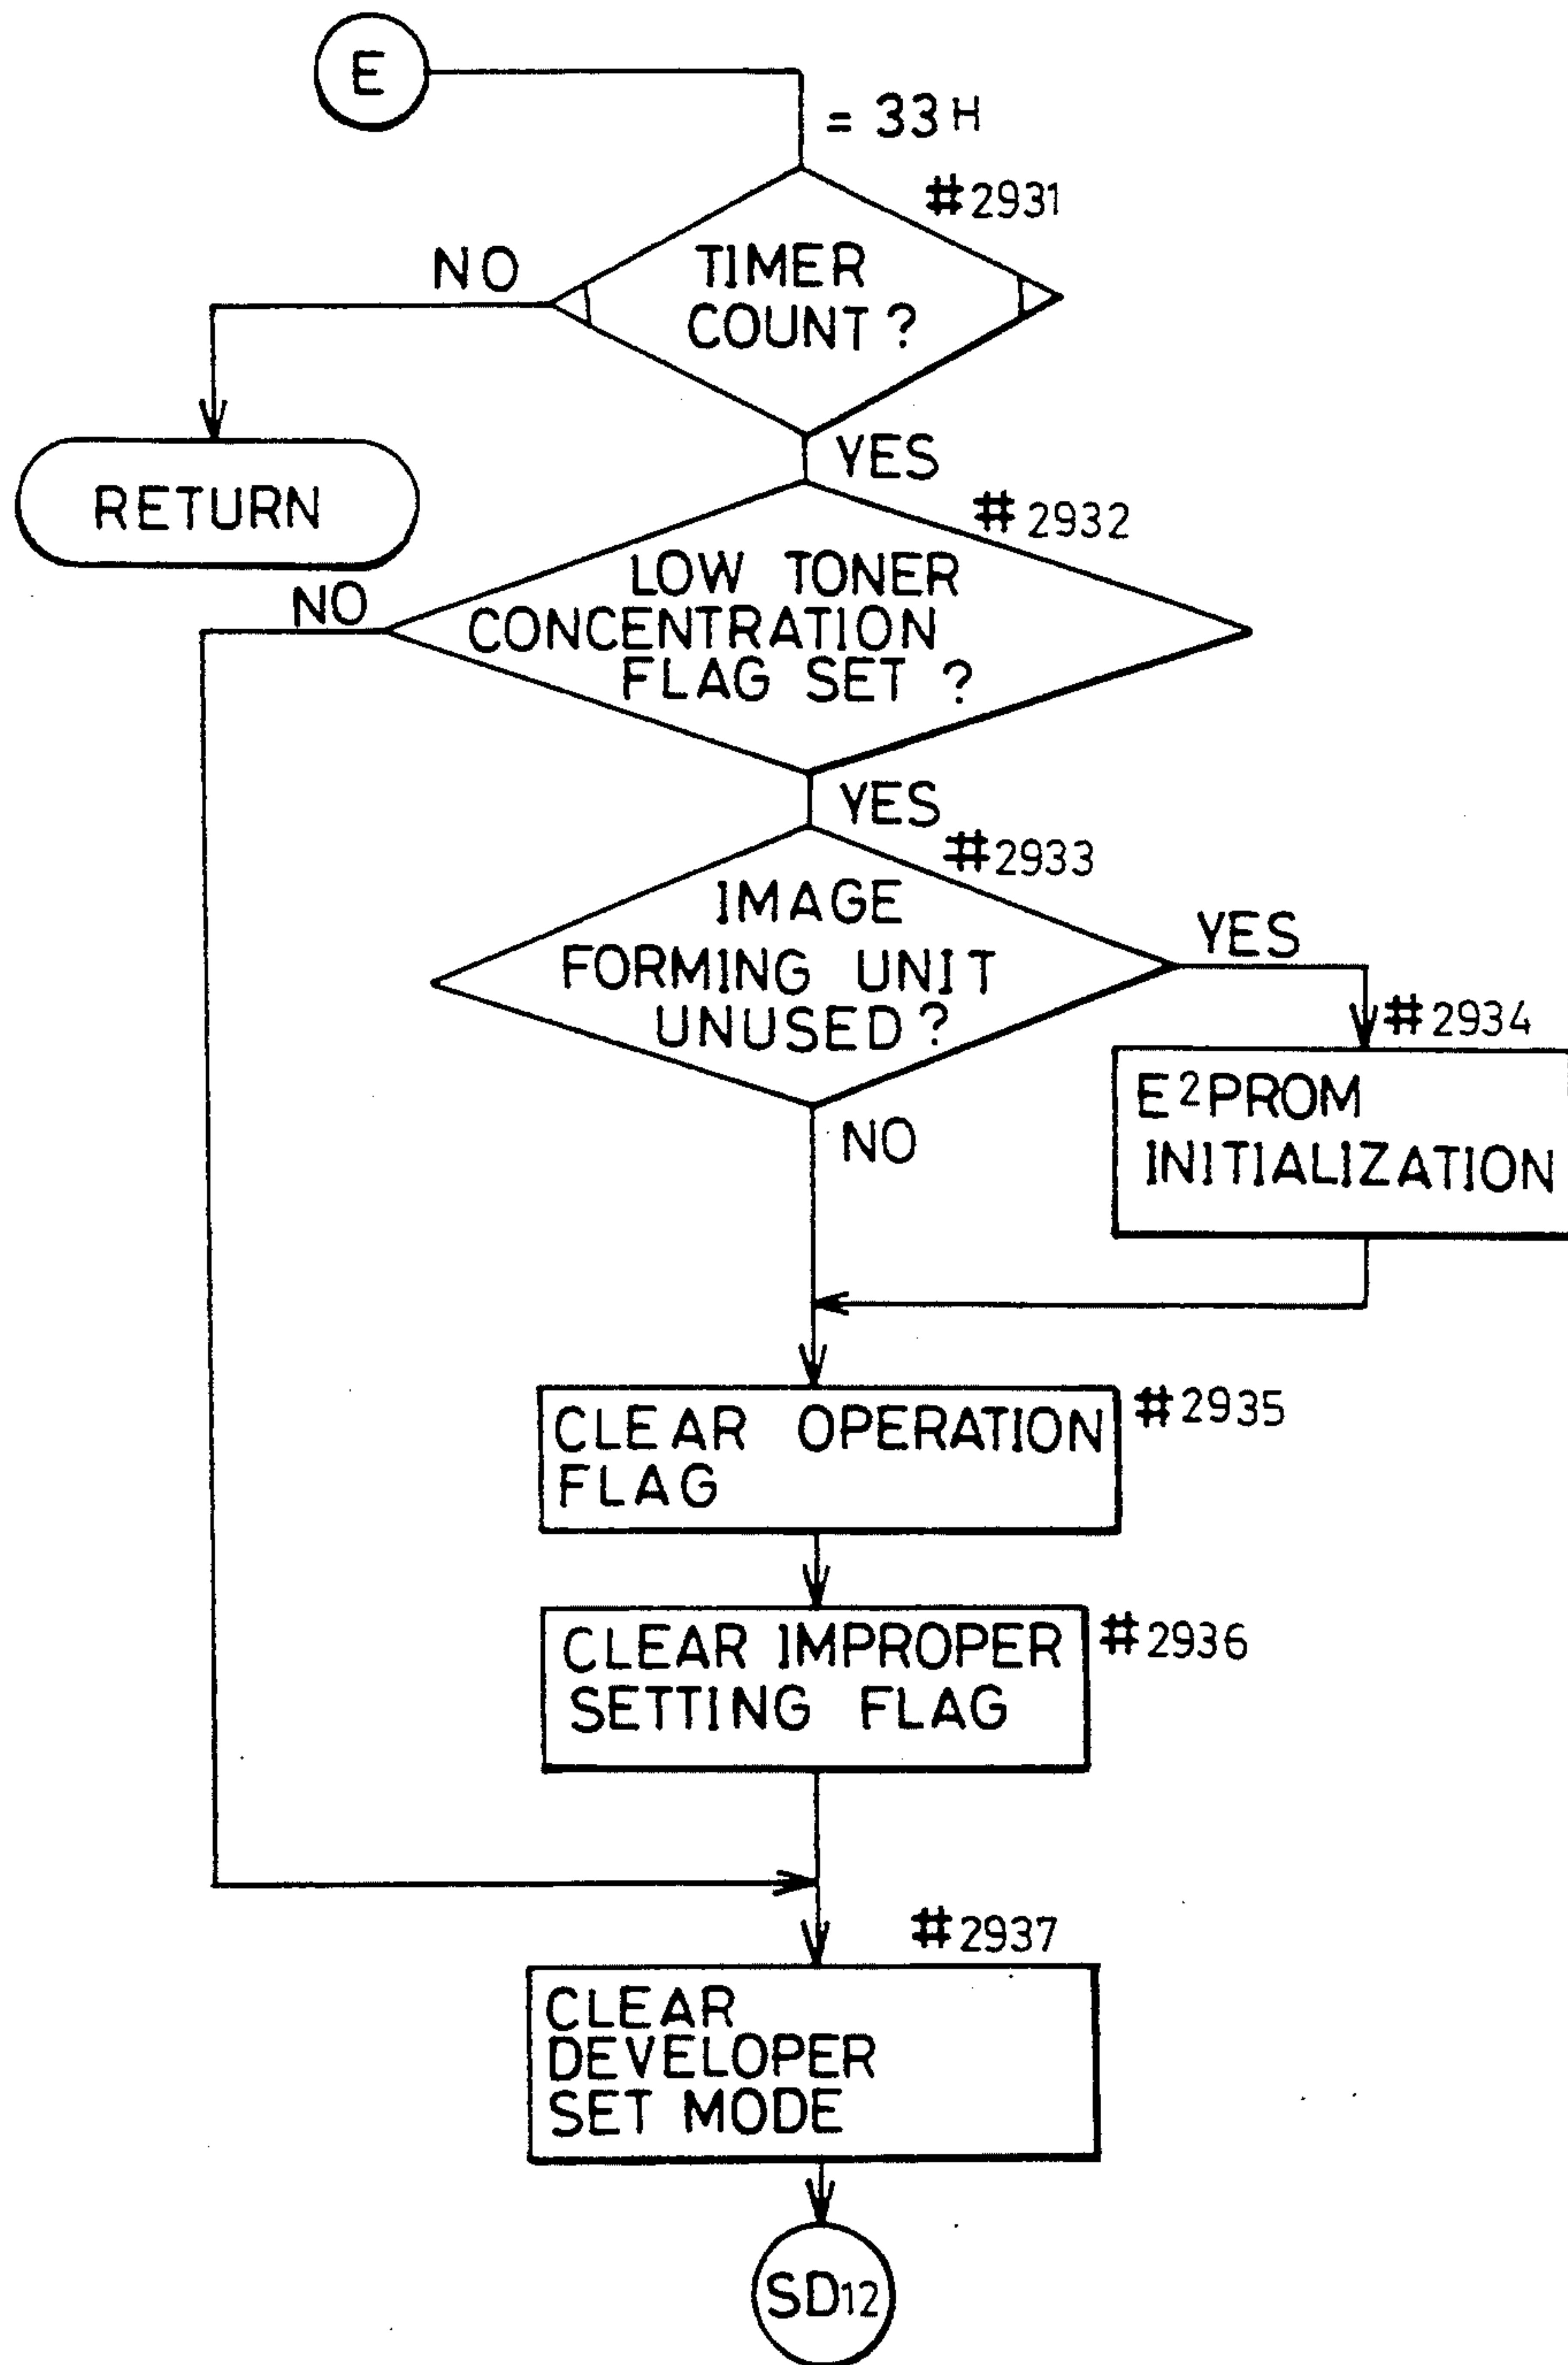 E
= 33H
#2931
NO
TIMER
COUNT?
YES
RETURN
#2932
NO
LOW TONER
CONCENTRATION
FLAG SET ?
YES
#2933
IMAGE
FORMING UNIT
UNUSED?
YES
#2934
E²PROM
INITIALIZATION
NO
CLEAR OPERATION
FLAG
#2935
CLEAR IMPROPER
SETTING FLAG
#2936
#2937
CLEAR
DEVELOPER
SET MODE
SD12